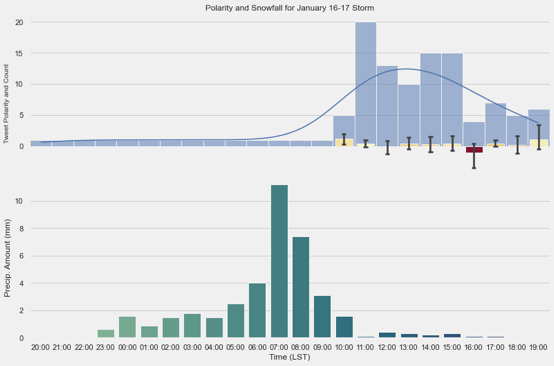 Polarity and Snowfall for January 16-17 Storm
Tweet Polarity and Count
20
15
10
5
0
Precip. Amount (mm)
10
8
6
4
2
0
20:00 21:00 22:00 23:00 00:00 01:00 02:00 03:00 04:00 05:00 06:00 07:00 08:00 09:00 10:00 11:00 12:00 13:00 14:00 15:00 16:00 17:00 18:00 19:00
Time (LST)